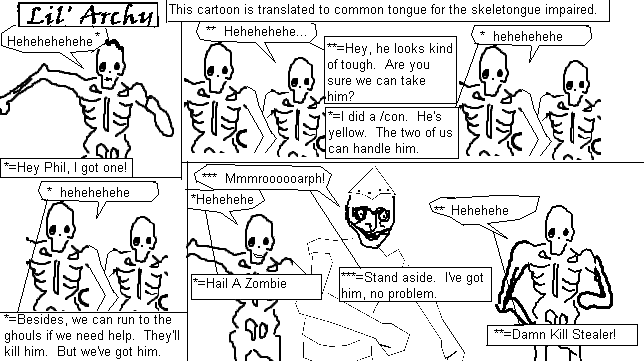 Lil' Archy
This cartoon is translated to common tongue for the skeletongue impaired.
Hehehehehehe *
*=Hey Phil, I got one!
** Hehehehehe...
**=Hey, he looks kind
of tough.  Are you
sure we can take
him?
* hehehehehe
*=I did a /con.  He's
yellow.  The two of us
can handle him.
* hehehehehe
*=Besides, we can run to the
ghouls if we need help.  They'll
kill him.  But we've got him.
*** Mmmroooooarph!
*Hehehehe
*=Hail A Zombie
***=Stand aside.  I've got
him, no problem.
** Hehehehe
**=Damn Kill Stealer!